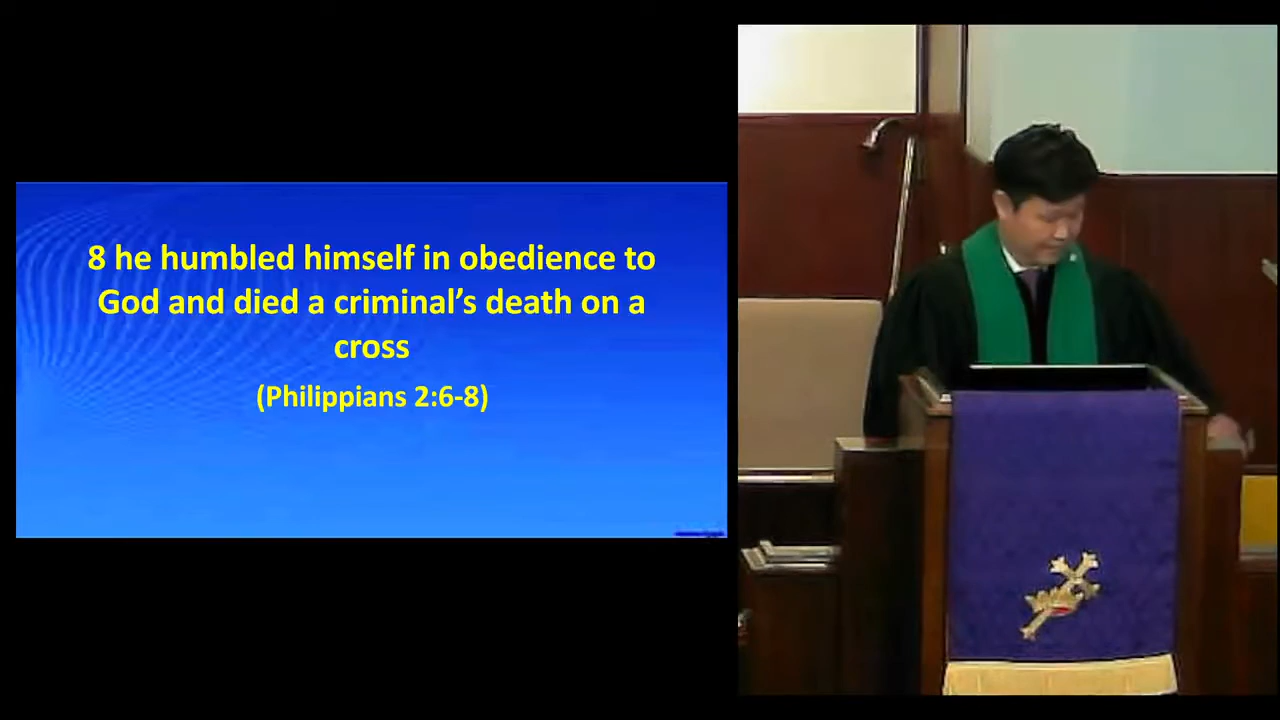 8 he humbled himself in obedience to
God and died a criminal’s death on a
cross
(Philippians 2:6-8)